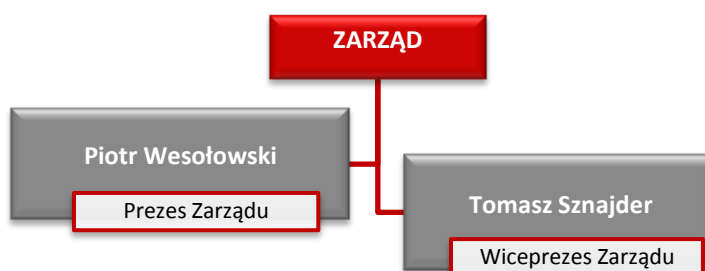 ZARZĄD
Piotr Wesołowski
Prezes Zarządu
Tomasz Sznajder
Wiceprezes Zarządu